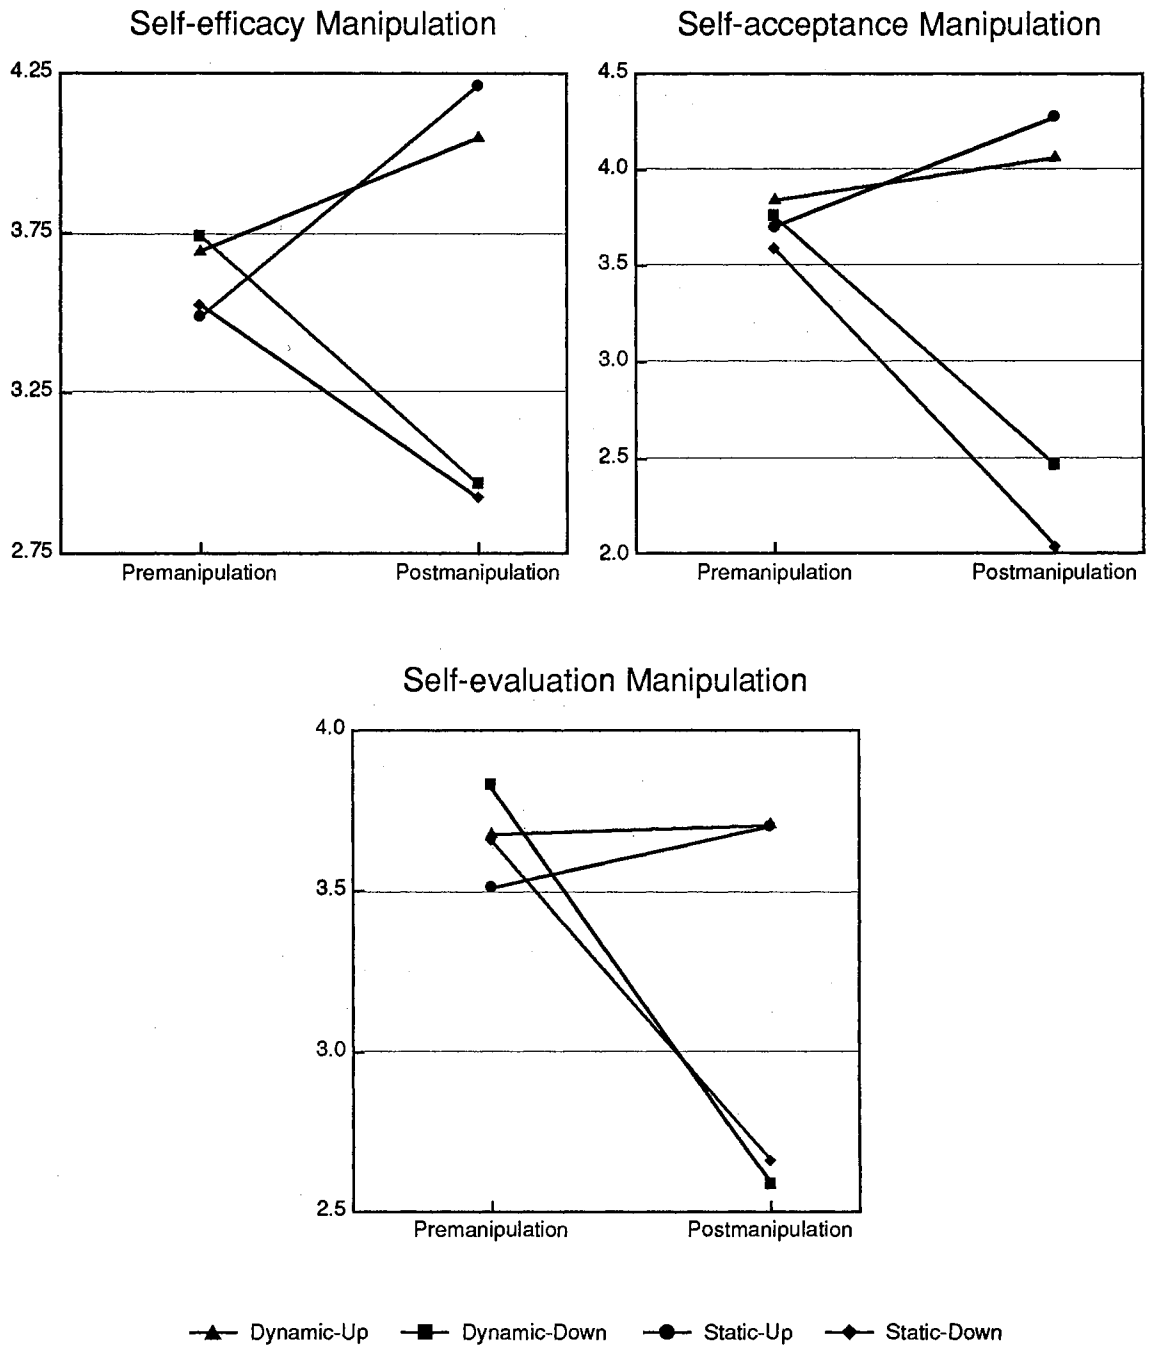 Self-efficacy Manipulation
4.25
3.75
3.25
2.75
Premanipulation Postmanipulation
Self-acceptance Manipulation
4.5
4.0
3.5
3.0
2.5
2.0
Premanipulation Postmanipulation
Self-evaluation Manipulation
4.0
3.5
3.0
2.5
Premanipulation Postmanipulation
Dynamic-Up Dynamic-Down Static-Up Static-Down